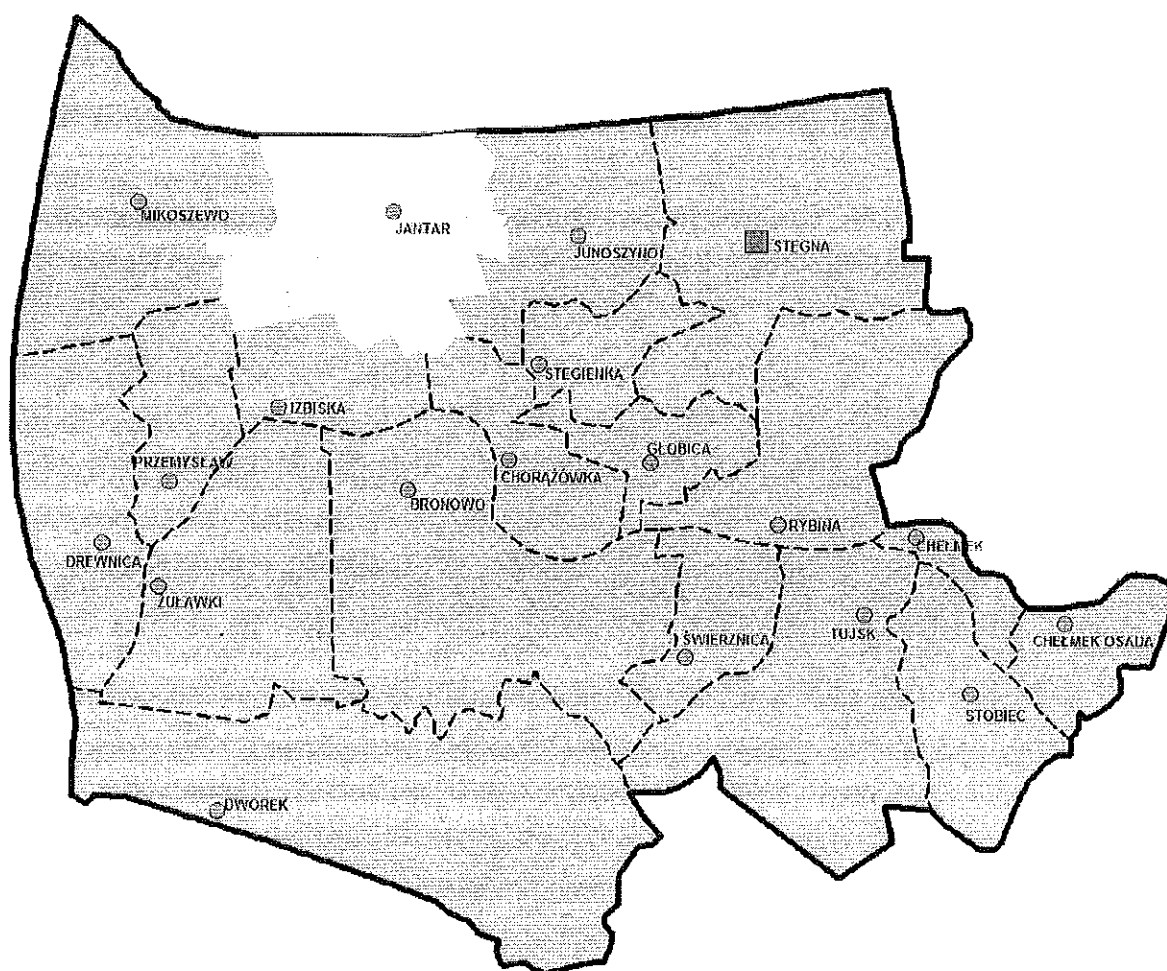 MIKOSZEWO
JANTAR
JUNOSZYNO
STEGNA
STEGIENKA
IZBISKA
PRZEMYSŁAW
GŁOBICA
CHORĄŻÓWKA
BRONOWO
RYBINA
CHEŁMEK
DREWNICA
ŻUŁAWKI
TUJSK
ŚWIERZNICA
CHEŁMEK OSADA
STOBIEC
DWOREK